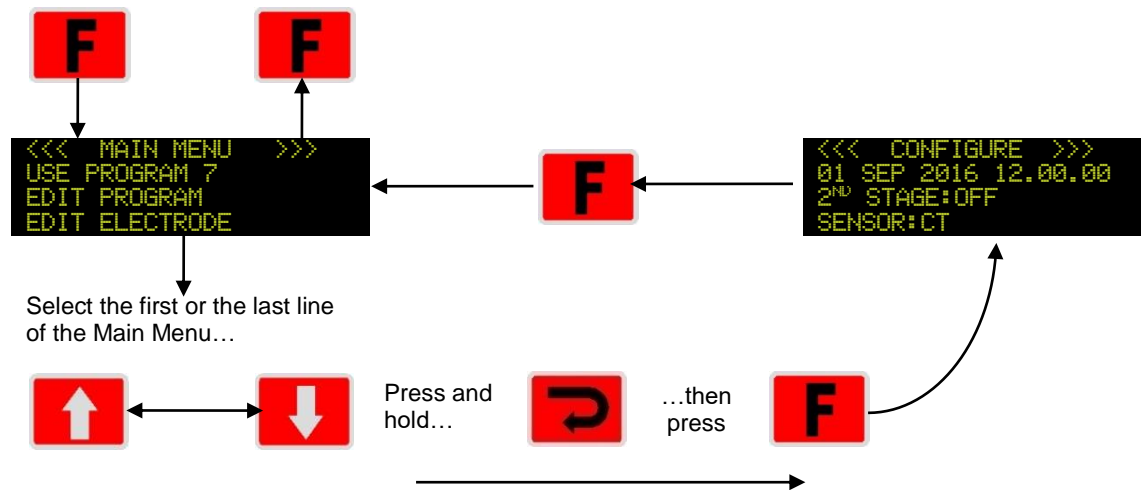 F F
<<< MAIN MENU >>>
USE PROGRAM 7
EDIT PROGRAM
EDIT ELECTRODE
F
<<< CONFIGURE >>>
01 SEP 2016 12.00.00
2ND STAGE:OFF
SENSOR:CT
Select the first or the last line
of the Main Menu…
Press and
hold…
…then
press
F